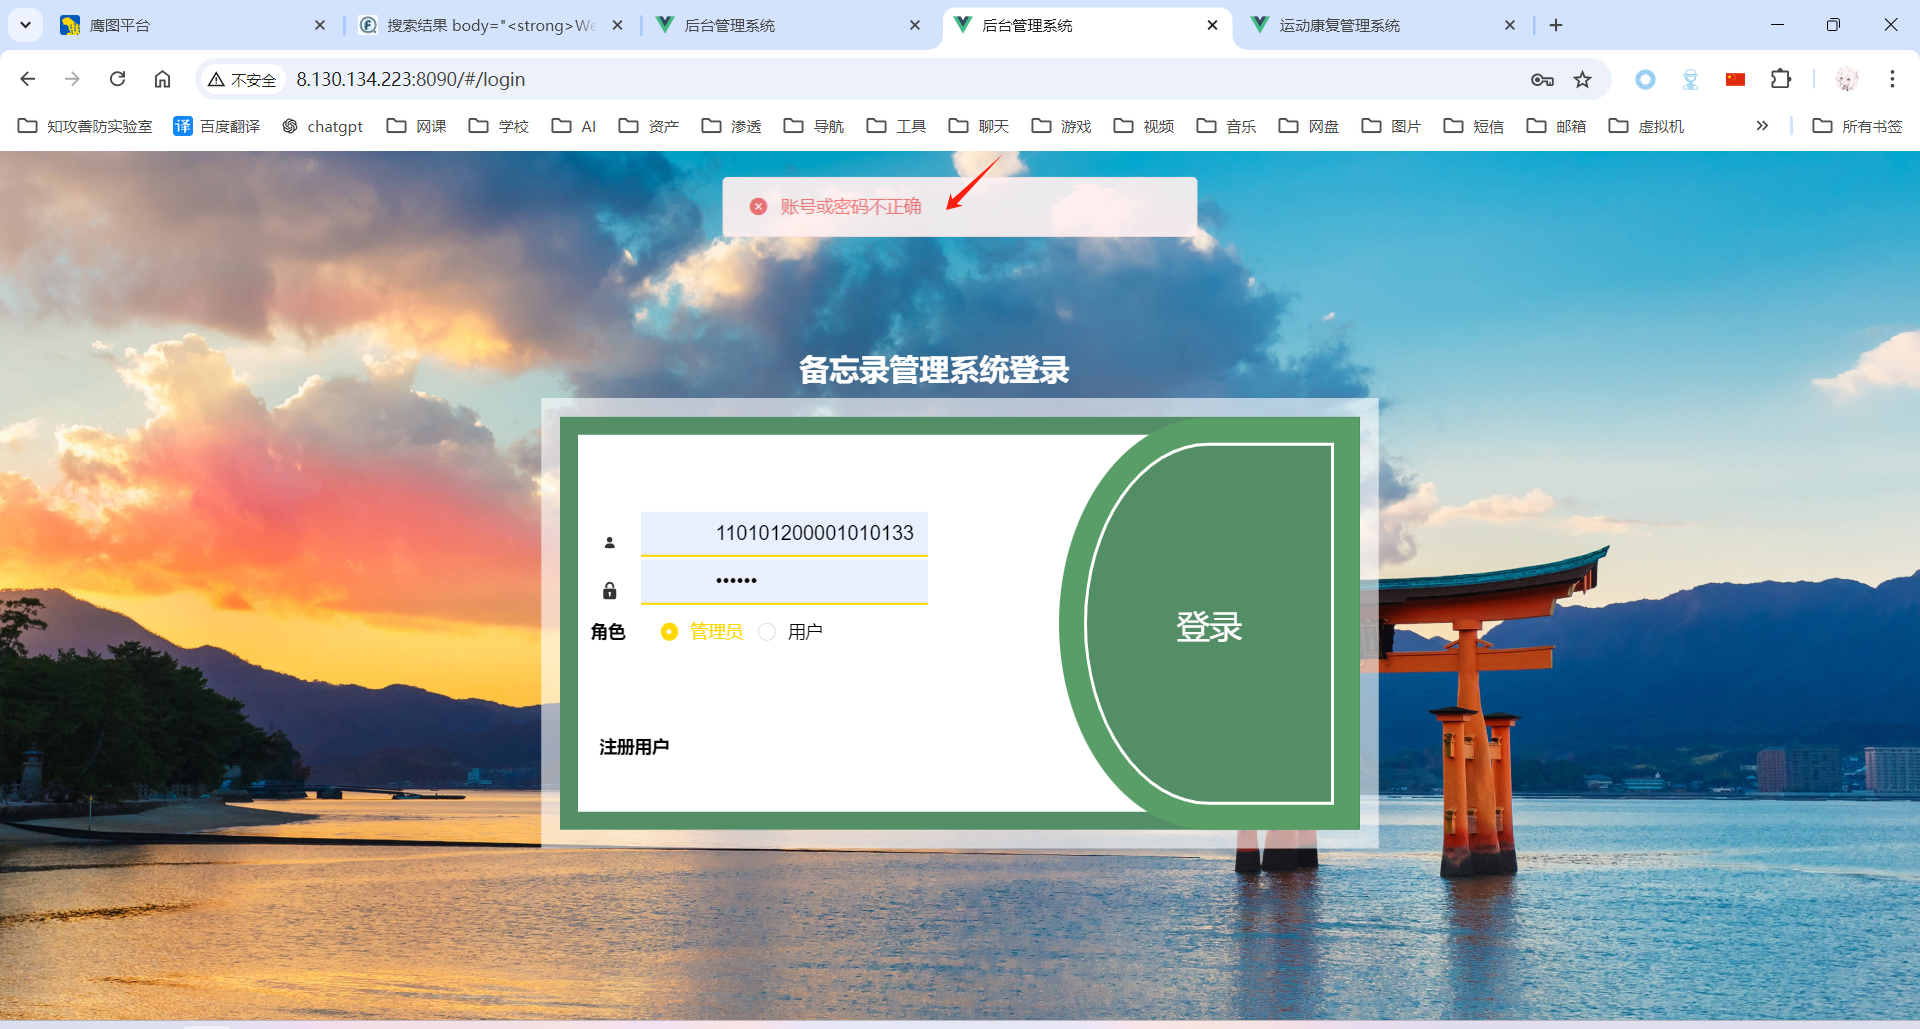 鹰图平台
搜索结果 body="<strong>We
后台管理系统
后台管理系统
运动康复管理系统
不安全
8.130.134.223:8090/#/login
知攻善防实验室
译 百度翻译
chatgpt
网课
学校
AI
资产
渗透
导航
工具
聊天
游戏
视频
音乐
网盘
图片
短信
邮箱
虚拟机
所有书签
账号或密码不正确
备忘录管理系统登录
110101200001010133
••••••
角色 管理员 用户
登录
注册用户